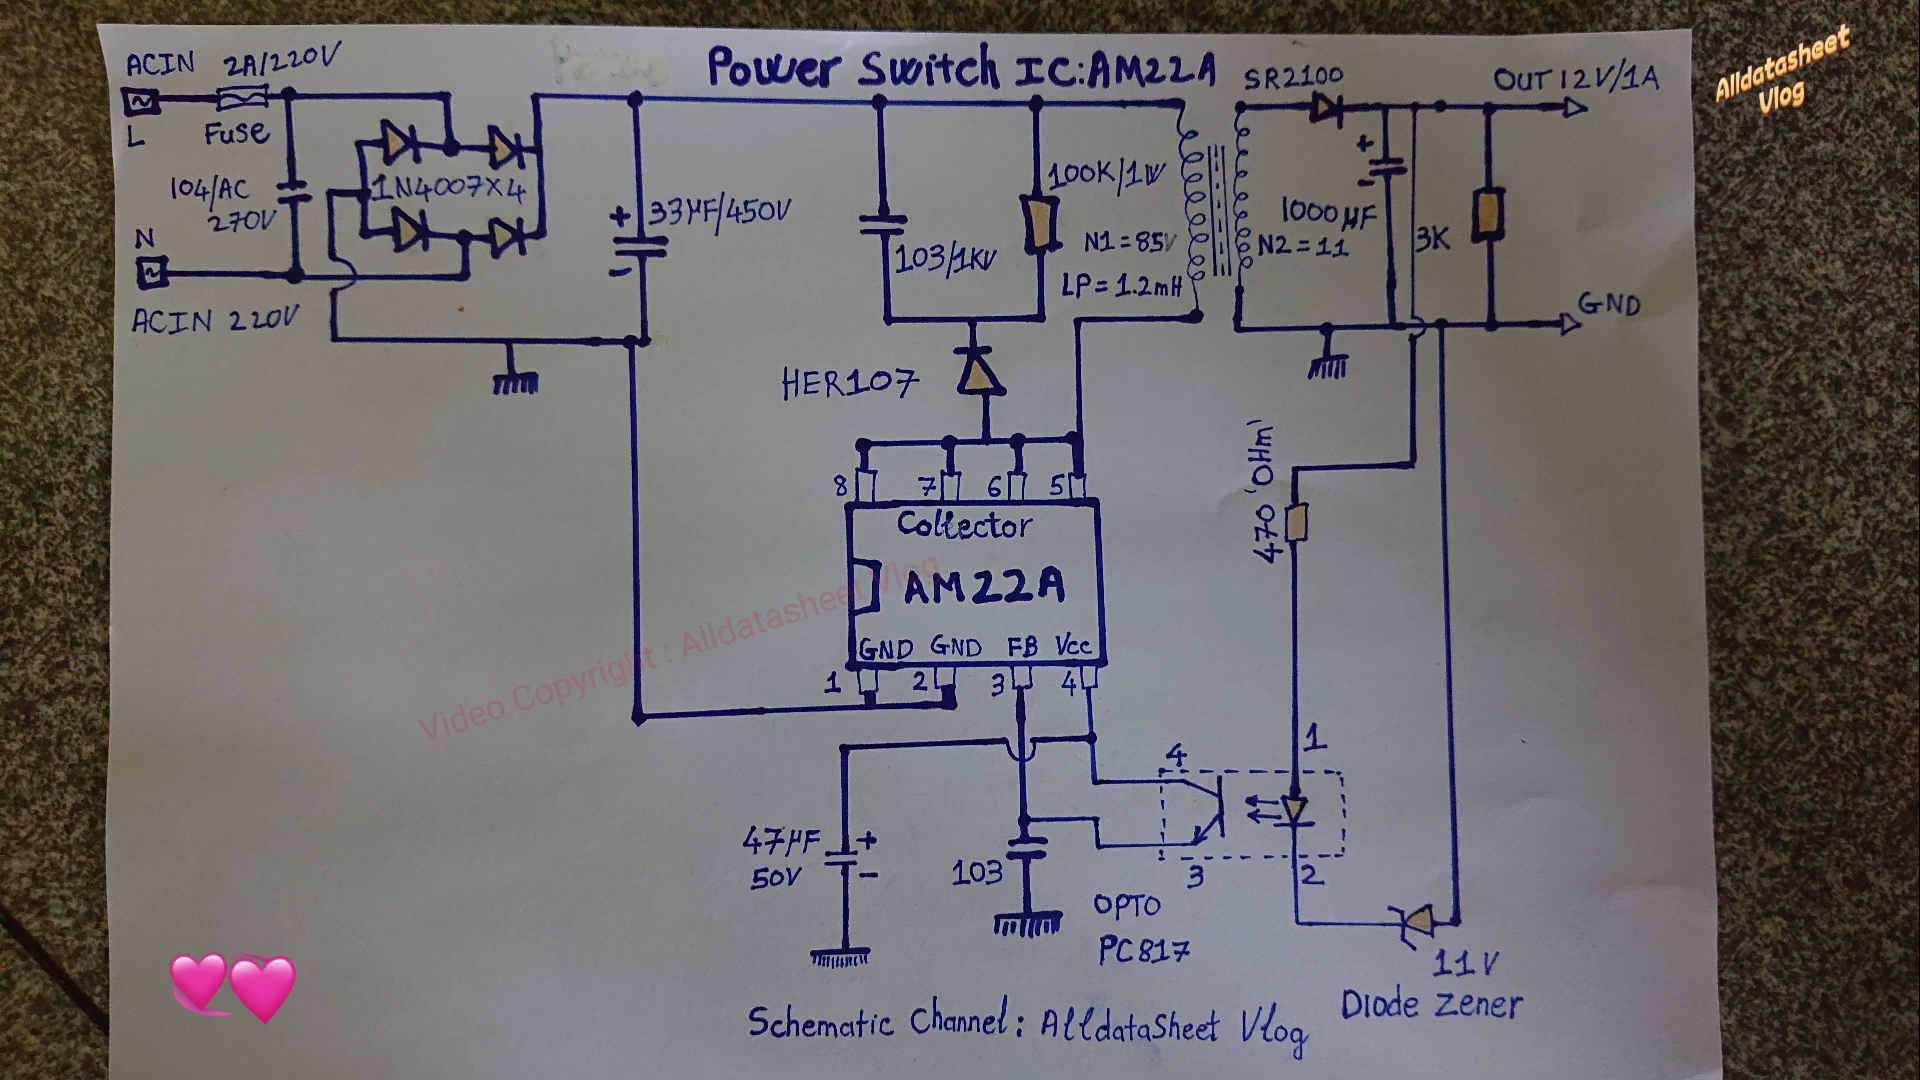 Power Switch IC:AM22A
Alldatasheet
Vlog
ACIN 2A/220V
L
Fuse
104/AC
270V
1N4007X4
N
ACIN 220V
+
33µF/450V
-
103/1KV
100K/1W
N1=85V
LP=1.2mH
SR2100
OUT 12V/1A
+
-
1000µF
N2=11
3K
GND
HER107
470 'OHm'
8 7 6 5
Collector
AM22A
GND GND FB Vcc
1 2 3 4
Video Copyright : Alldatasheet Vlog
4 1
47µF +
50V -
103
3 2
OPTO
PC817
11V
Diode Zener
Schematic Channel: AlldataSheet Vlog